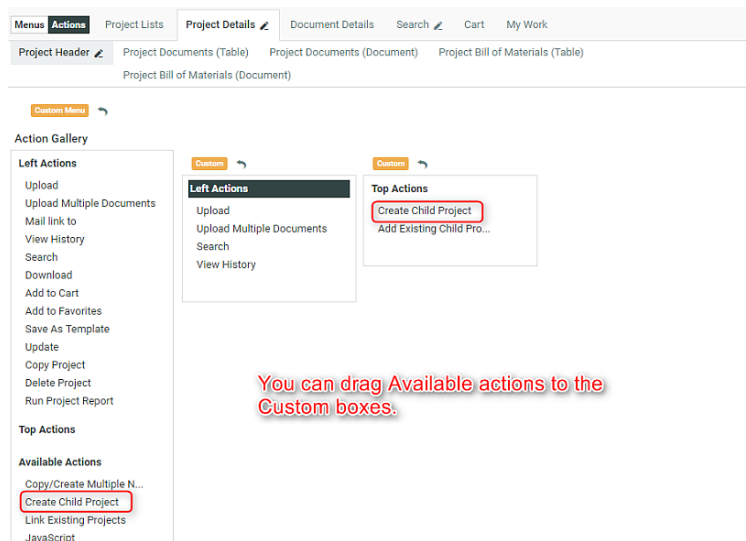 Menus Actions Project Lists Project Details Document Details Search Cart My Work
Project Header Project Documents (Table) Project Documents (Document) Project Bill of Materials (Table)
Project Bill of Materials (Document)
Custom Menu
Action Gallery
Left Actions
Upload
Upload Multiple Documents
Mail link to
View History
Search
Download
Add to Cart
Add to Favorites
Save As Template
Update
Copy Project
Delete Project
Run Project Report
Top Actions
Available Actions
Copy/Create Multiple N...
Create Child Project
Link Existing Projects
JavaScript
Custom
Left Actions
Upload
Upload Multiple Documents
Search
View History
Custom
Top Actions
Create Child Project
Add Existing Child Pro...
You can drag Available actions to the
Custom boxes.